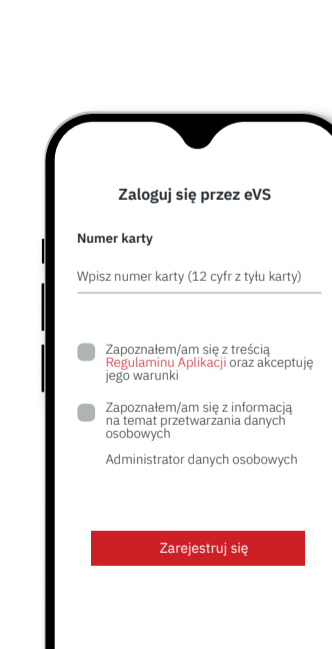 Zaloguj się przez eVS
Numer karty
Wpisz numer karty (12 cyfr z tyłu karty)
Zapoznałem/am się z treścią
Regulaminu Aplikacji oraz akceptuję
jego warunki
Zapoznałem/am się z informacją
na temat przetwarzania danych
osobowych
Administrator danych osobowych
Zarejestruj się